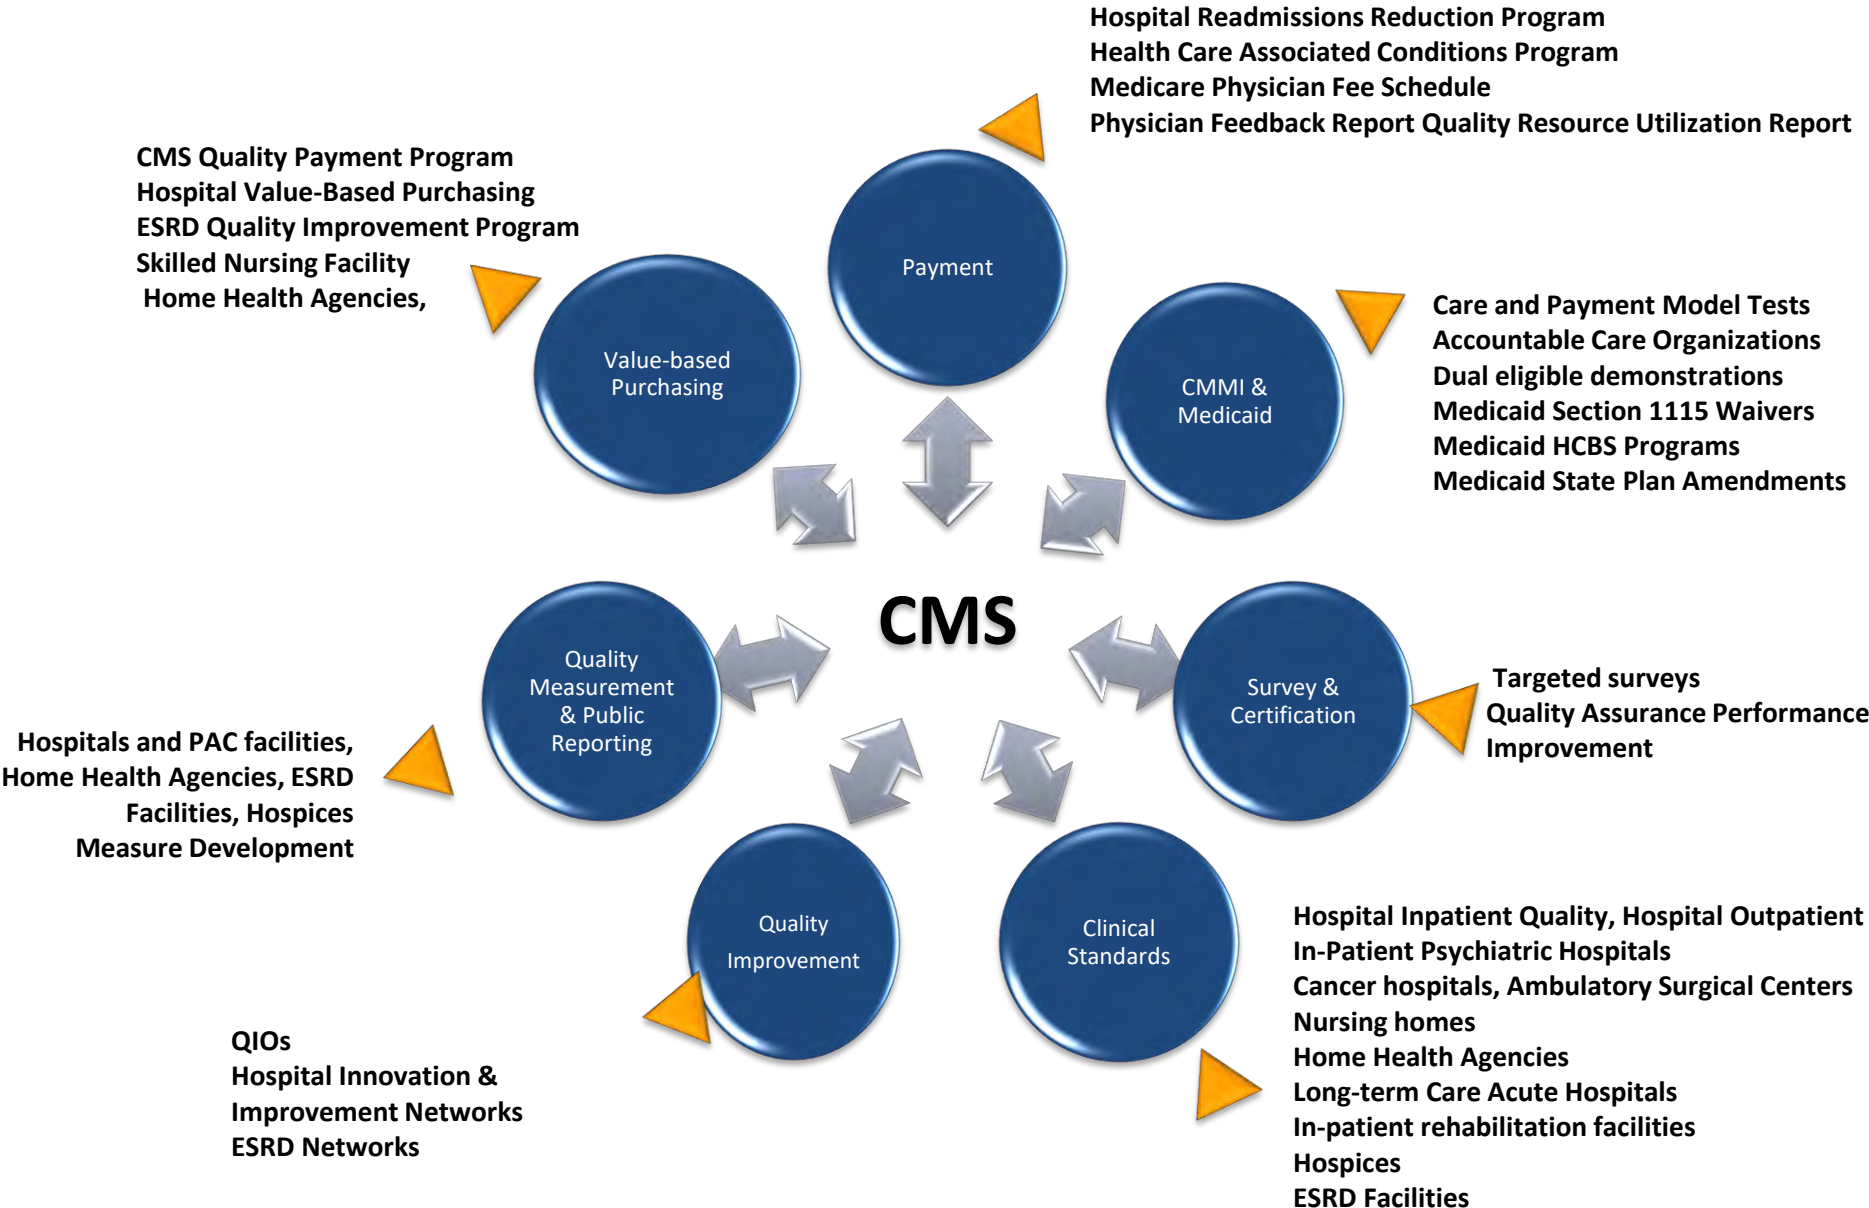 Hospital Readmissions Reduction Program
Health Care Associated Conditions Program
Medicare Physician Fee Schedule
Physician Feedback Report Quality Resource Utilization Report
CMS Quality Payment Program
Hospital Value-Based Purchasing
ESRD Quality Improvement Program
Skilled Nursing Facility
Home Health Agencies,
Payment
Value-based
Purchasing
CMMI &
Medicaid
Care and Payment Model Tests
Accountable Care Organizations
Dual eligible demonstrations
Medicaid Section 1115 Waivers
Medicaid HCBS Programs
Medicaid State Plan Amendments
CMS
Quality
Measurement
& Public
Reporting
Survey &
Certification
Targeted surveys
Quality Assurance Performance
Improvement
Hospitals and PAC facilities,
Home Health Agencies, ESRD
Facilities, Hospices
Measure Development
Quality
Improvement
Clinical
Standards
QIOs
Hospital Innovation &
Improvement Networks
ESRD Networks
Hospital Inpatient Quality, Hospital Outpatient
In-Patient Psychiatric Hospitals
Cancer hospitals, Ambulatory Surgical Centers
Nursing homes
Home Health Agencies
Long-term Care Acute Hospitals
In-patient rehabilitation facilities
Hospices
ESRD Facilities